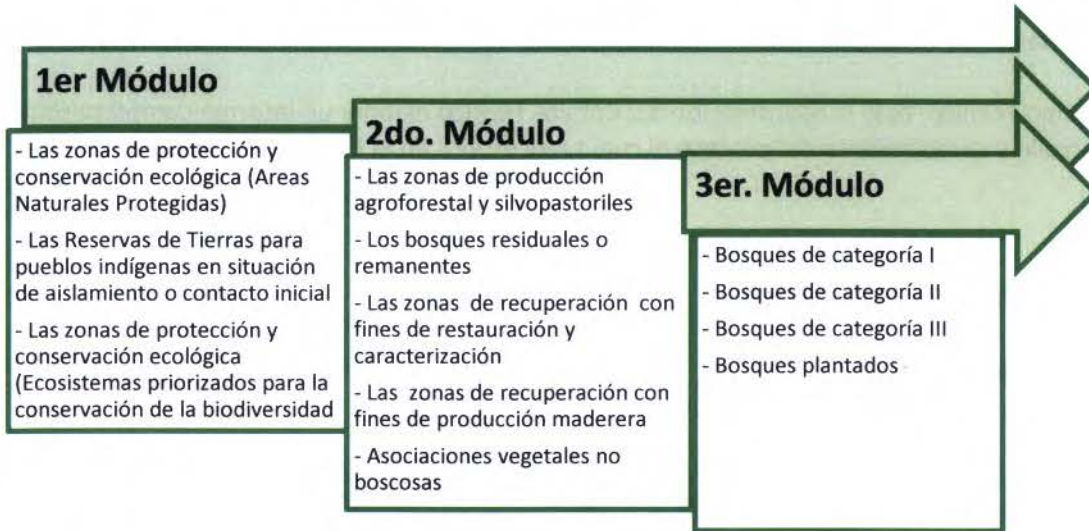 1er Módulo
- Las zonas de protección y
conservación ecológica (Areas
Naturales Protegidas)
- Las Reservas de Tierras para
pueblos indígenas en situación
de aislamiento o contacto inicial
- Las zonas de protección y
conservación ecológica
(Ecosistemas priorizados para la
conservación de la biodiversidad
2do. Módulo
- Las zonas de producción
agroforestal y silvopastoriles
- Los bosques residuales o
remanentes
- Las zonas de recuperación con
fines de restauración y
caracterización
- Las zonas de recuperación con
fines de producción maderera
- Asociaciones vegetales no
boscosas
3er. Módulo
- Bosques de categoría I
- Bosques de categoría II
- Bosques de categoría III
- Bosques plantados